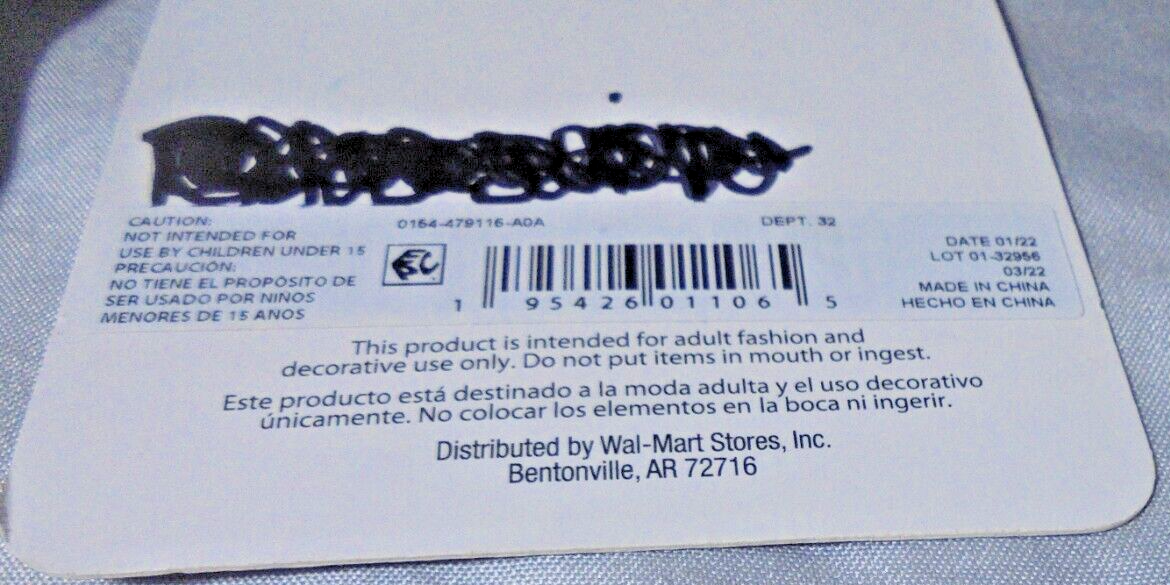 CAUTION:
NOT INTENDED FOR
USE BY CHILDREN UNDER 15
PRECAUCIÓN:
NO TIENE EL PROPÓSITO DE
SER USADO POR NIÑOS
MENORES DE 15 AÑOS
0164-479116-A0A
DEPT. 32
1 95426 01106 5
DATE 01/22
LOT 01-32956
03/22
MADE IN CHINA
HECHO EN CHINA
This product is intended for adult fashion and
decorative use only. Do not put items in mouth or ingest.
Este producto está destinado a la moda adulta y el uso decorativo
únicamente. No colocar los elementos en la boca ni ingerir.
Distributed by Wal-Mart Stores, Inc.
Bentonville, AR 72716